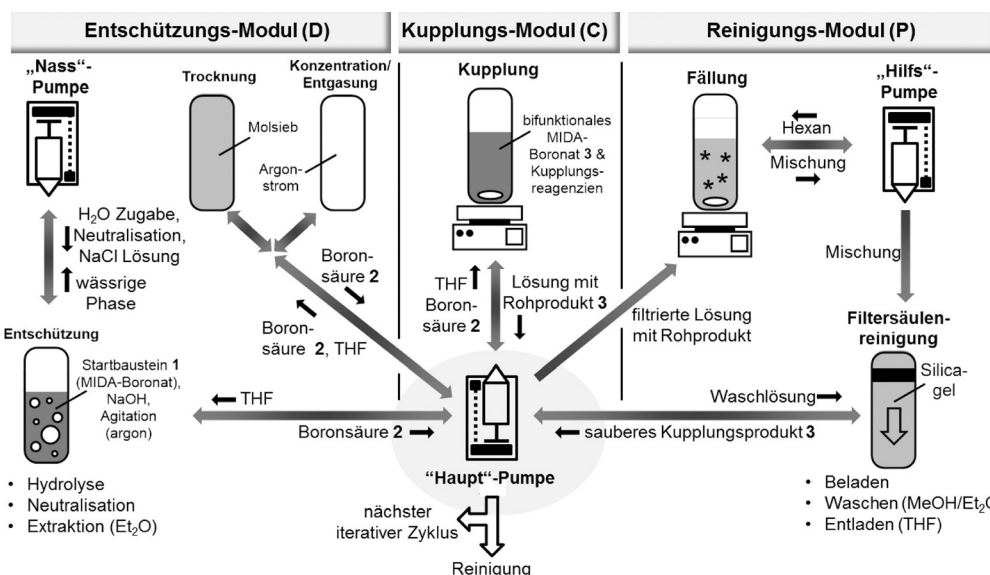 Entschützungs-Modul (D)
Kupplungs-Modul (C)
Reinigungs-Modul (P)
„Nass“-
Pumpe
Trocknung
Konzentration/
Entgasung
Molsieb
Argon-
strom
H₂O Zugabe,
Neutralisation,
NaCl Lösung
wässrige
Phase
Boron-
säure 2
Boron-
säure 2, THF
Entschützung
Startbaustein 1
(MIDA-Boronat),
NaOH,
Agitation
(argon)
THF
Boronsäure 2
• Hydrolyse
• Neutralisation
• Extraktion (Et₂O)
Kupplung
bifunktionales
MIDA-
Boronat 3 &
Kupplungs-
reagenzien
THF
Boron-
säure 2
Lösung mit
Rohprodukt 3
"Haupt“-Pumpe
nächster
iterativer Zyklus
Reinigung
Fällung
„Hilfs“-
Pumpe
Hexan
Mischung
Mischung
filtrierte Lösung
mit Rohprodukt
Filtersäulen-
reinigung
Silica-
gel
Waschlösung
sauberes Kupplungsprodukt 3
• Beladen
• Waschen (MeOH/Et₂O
• Entladen (THF)